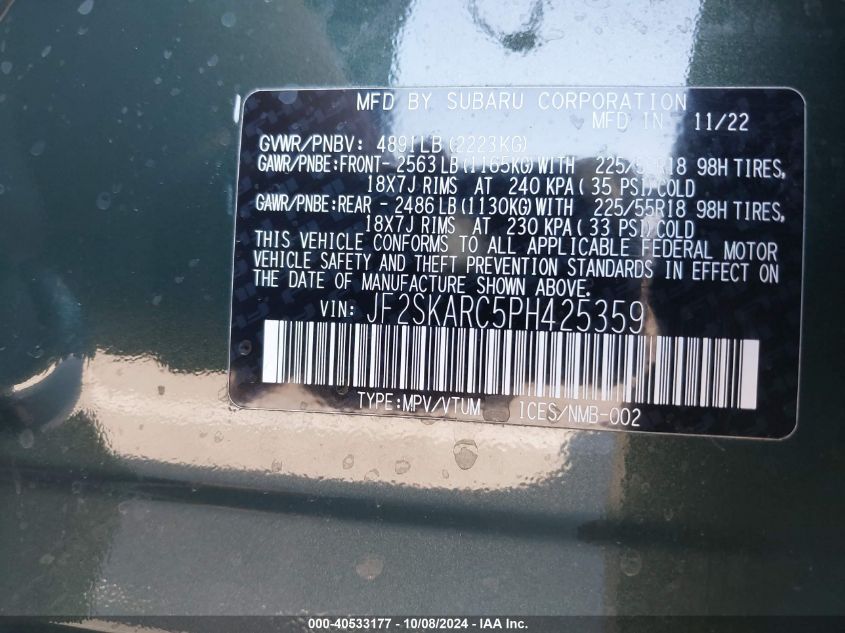 MFD BY SUBARU CORPORATION
MFD IN 11/22
GVWR/PNBV: 4891LB(2223KG)
GAWR/PNBE:FRONT- 2563LB(1165KG)WITH 225/55R18 98H TIRES,
18X7J RIMS AT 240 KPA(35 PSI)COLD
GAWR/PNBE:REAR - 2486LB(1130KG)WITH 225/55R18 98H TIRES,
18X7J RIMS AT 230 KPA(33 PSI)COLD
THIS VEHICLE CONFORMS TO ALL APPLICABLE FEDERAL MOTOR
VEHICLE SAFETY AND THEFT PREVENTION STANDARDS IN EFFECT ON
THE DATE OF MANUFACTURE SHOWN ABOVE.
VIN: JF2SKARC5PH425359
TYPE:MPV/VTUM ICES/NMB-002
000-40533177 - 10/08/2024 - IAA Inc.